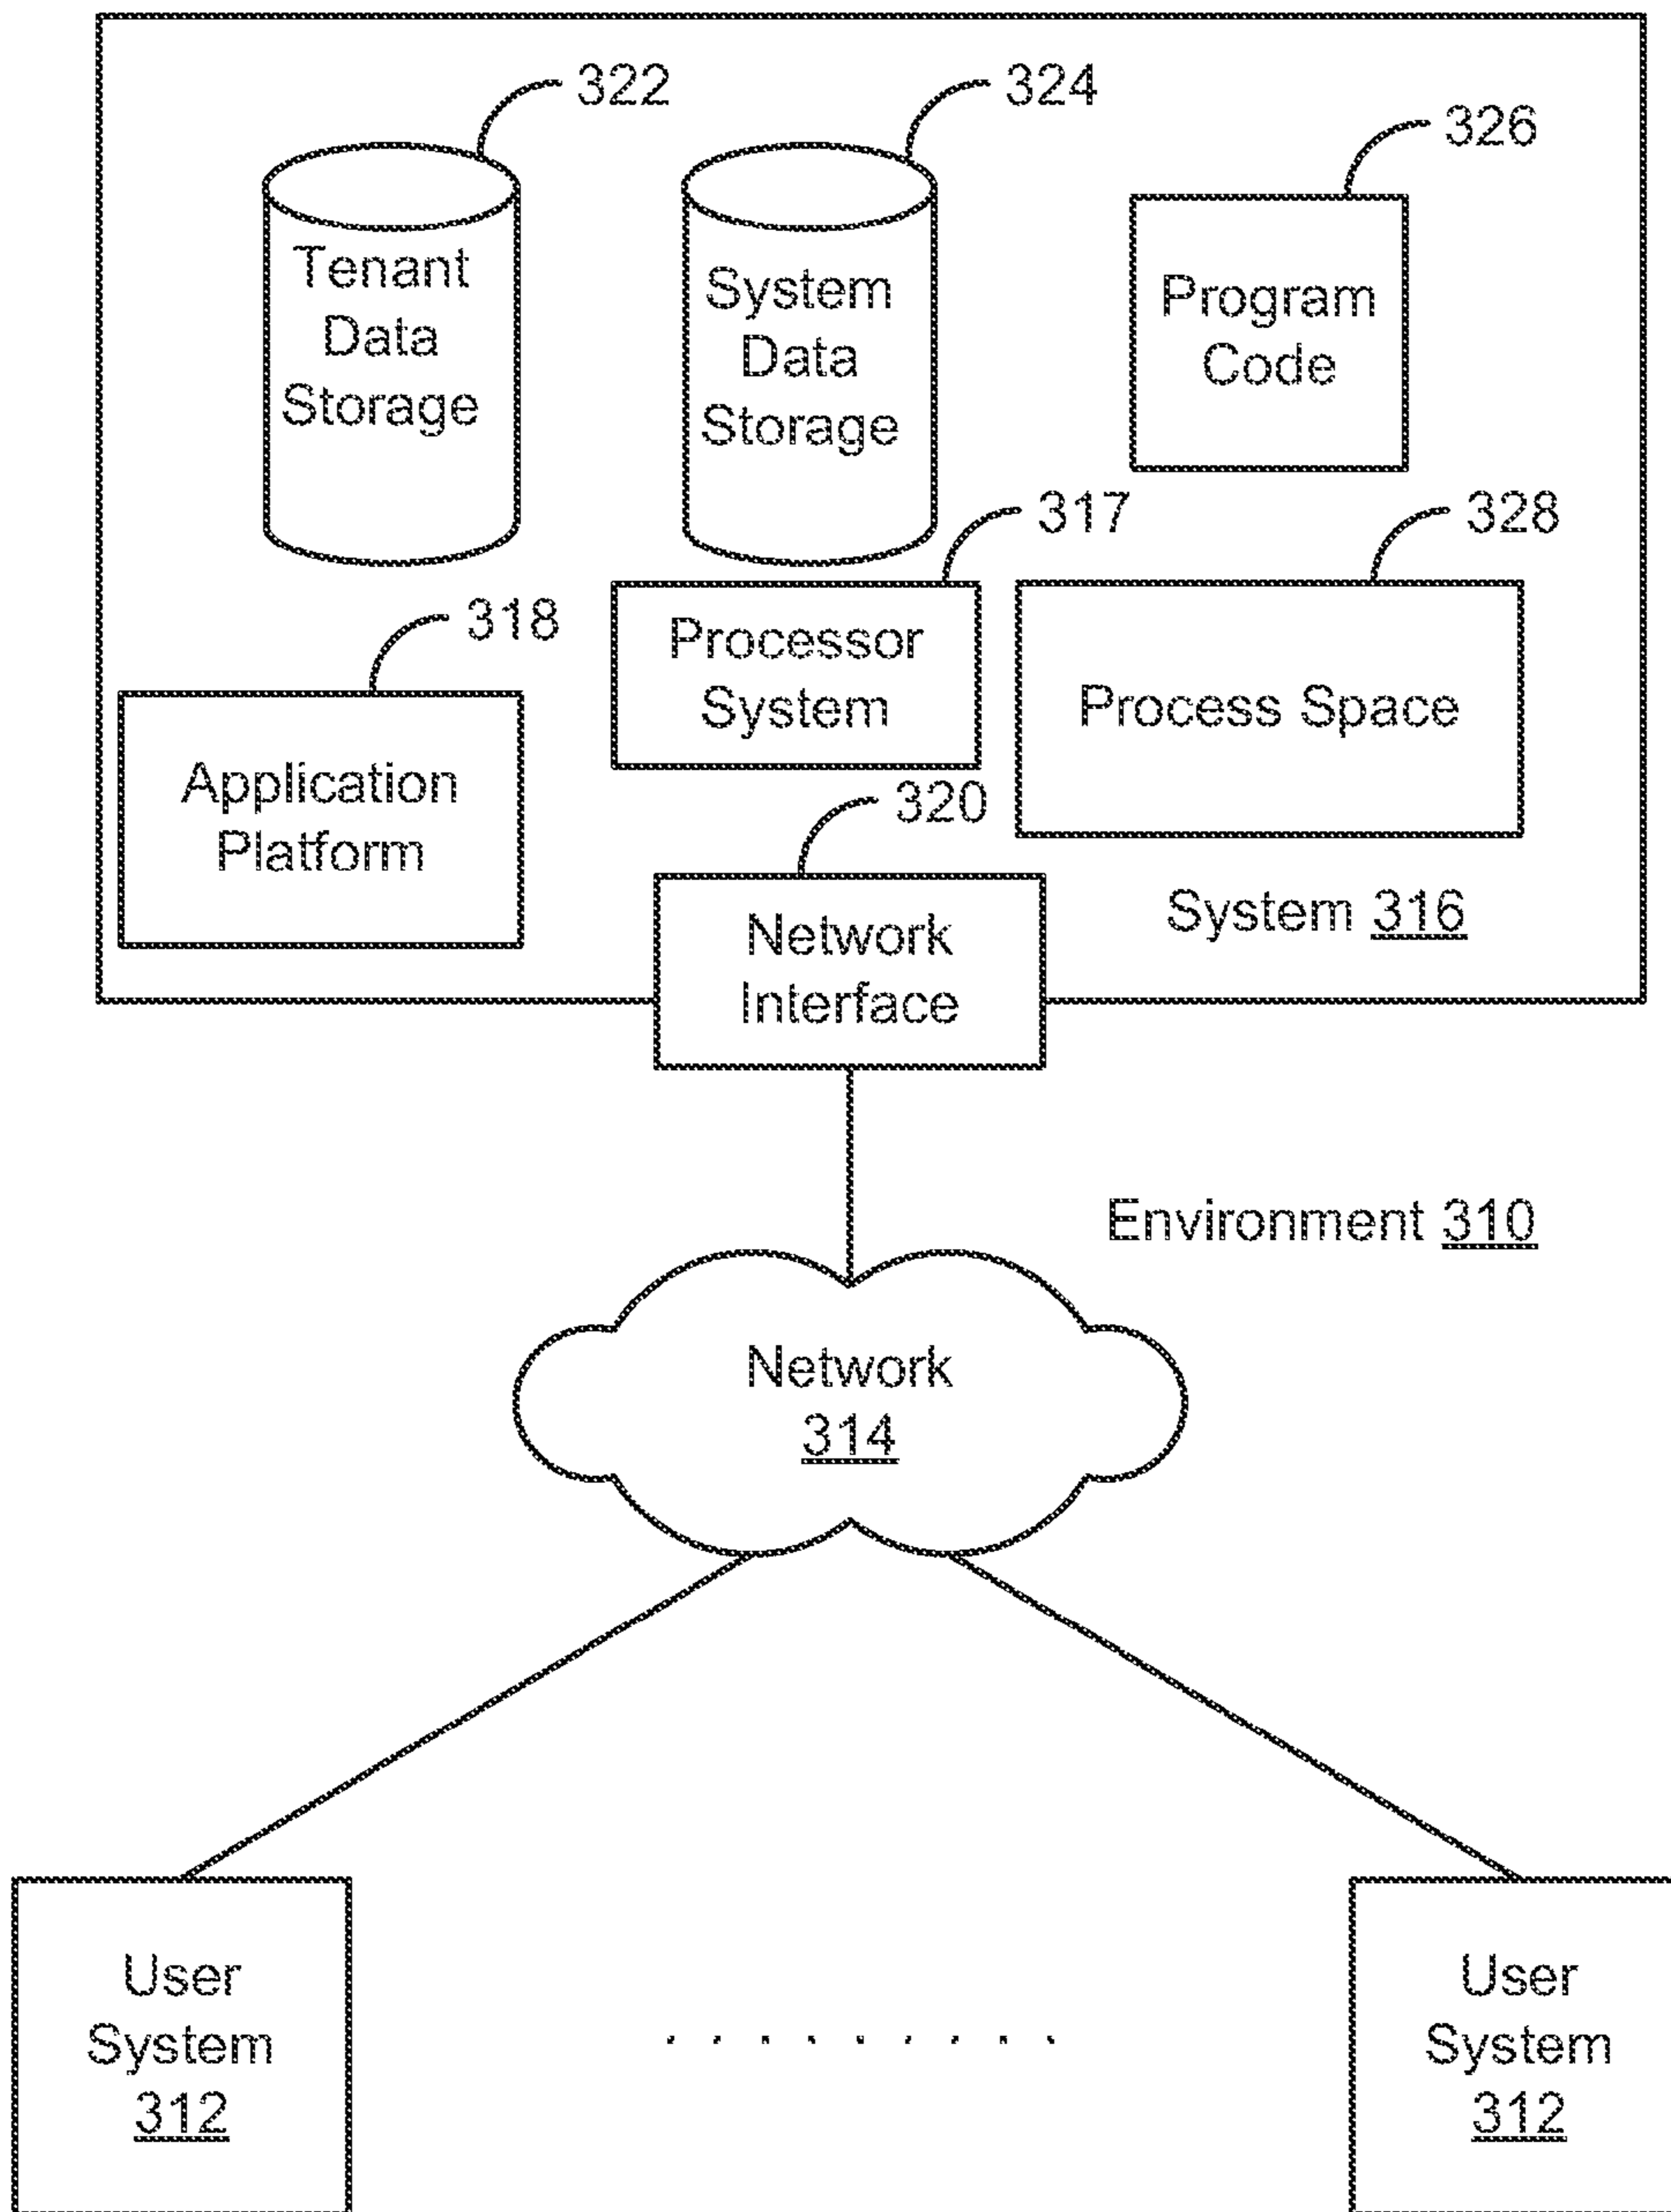 322
324
326
Tenant
Data
Storage
System
Data
Storage
Program
Code
317
328
318
Processor
System
Process Space
Application
Platform
320
System 316
Network
Interface
Environment 310
Network
314
User
System
312
User
System
312